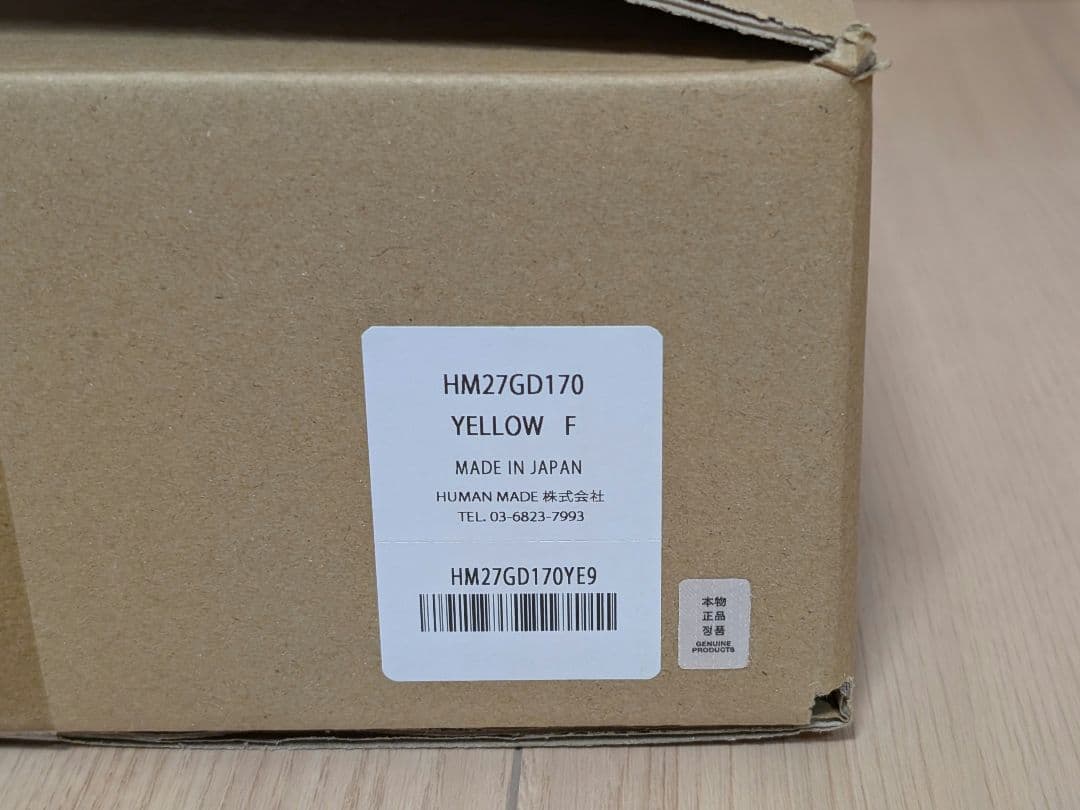 HM27GD170
YELLOW F
MADE IN JAPAN
HUMAN MADE 株式会社
TEL. 03-6823-7993
HM27GD170YE9
本物
正品
정품
GENUINE
PRODUCTS